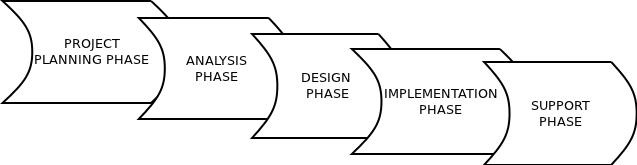 PROJECT
PLANNING PHASE
ANALYSIS
PHASE
DESIGN
PHASE
IMPLEMENTATION
PHASE
SUPPORT
PHASE